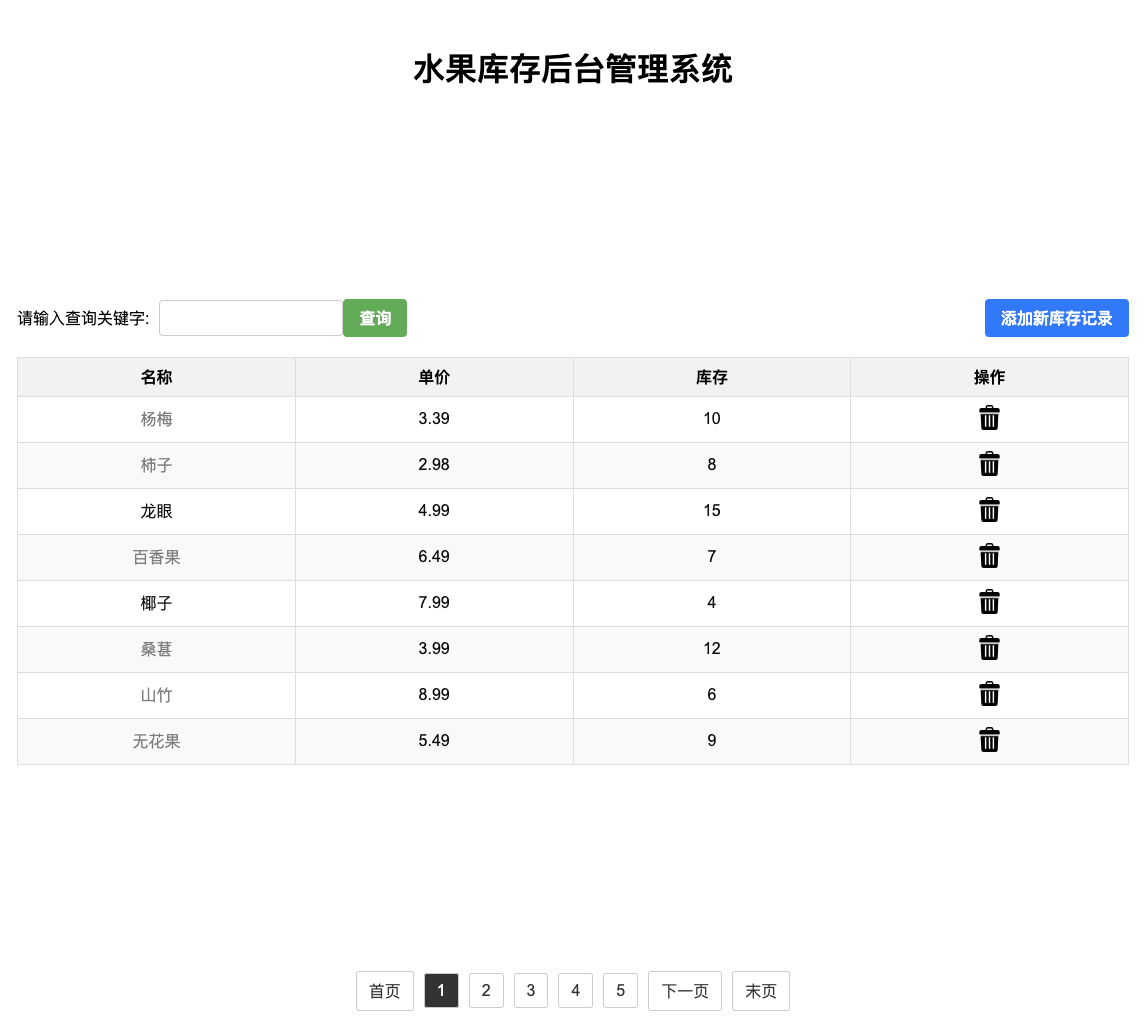 水果库存后台管理系统
请输入查询关键字: 查询 添加新库存记录
名称 单价 库存 操作
杨梅 3.39 10
柿子 2.98 8
龙眼 4.99 15
百香果 6.49 7
椰子 7.99 4
桑葚 3.99 12
山竹 8.99 6
无花果 5.49 9
首页 1 2 3 4 5 下一页 末页